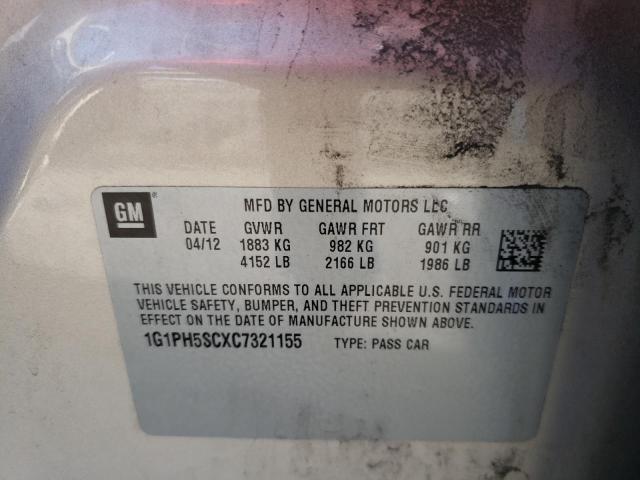 GM
MFD BY GENERAL MOTORS LLC
DATE GVWR GAWR FRT GAWR RR
04/12 1883 KG 982 KG 901 KG
4152 LB 2166 LB 1986 LB
THIS VEHICLE CONFORMS TO ALL APPLICABLE U.S. FEDERAL MOTOR
VEHICLE SAFETY, BUMPER, AND THEFT PREVENTION STANDARDS IN
EFFECT ON THE DATE OF MANUFACTURE SHOWN ABOVE.
1G1PH5SCXC7321155 TYPE: PASS CAR